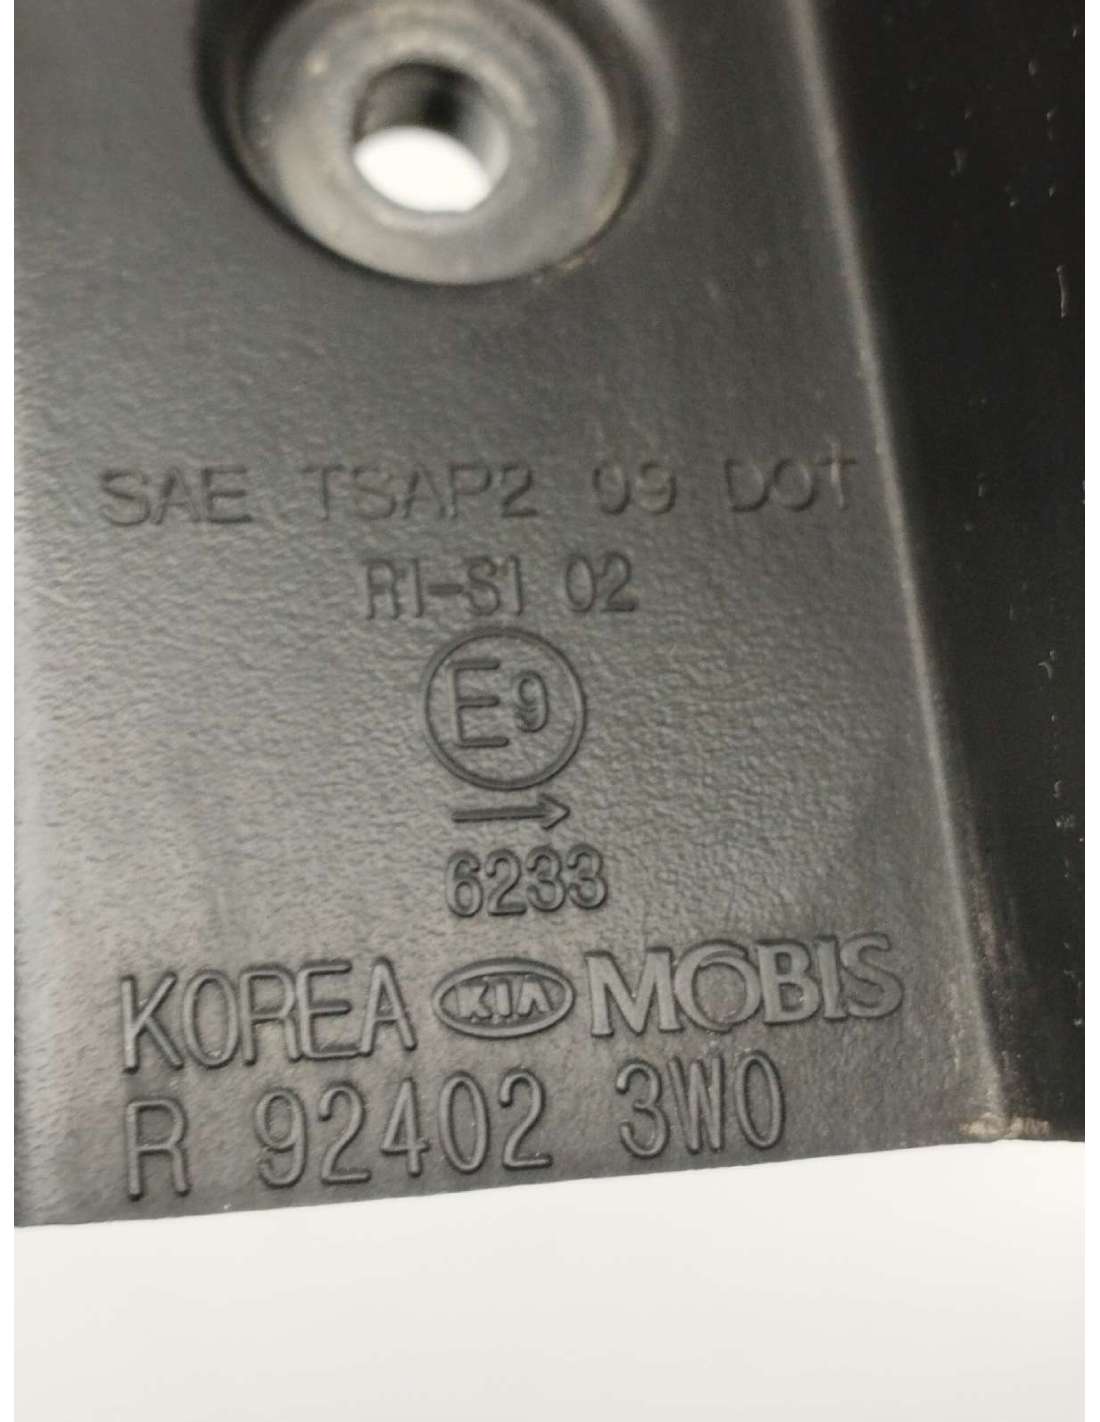 SAE TSAP2 09 DOT
R1-S1 02
E9
→
6233
KOREA KIA MOBIS
R 92402 3W0